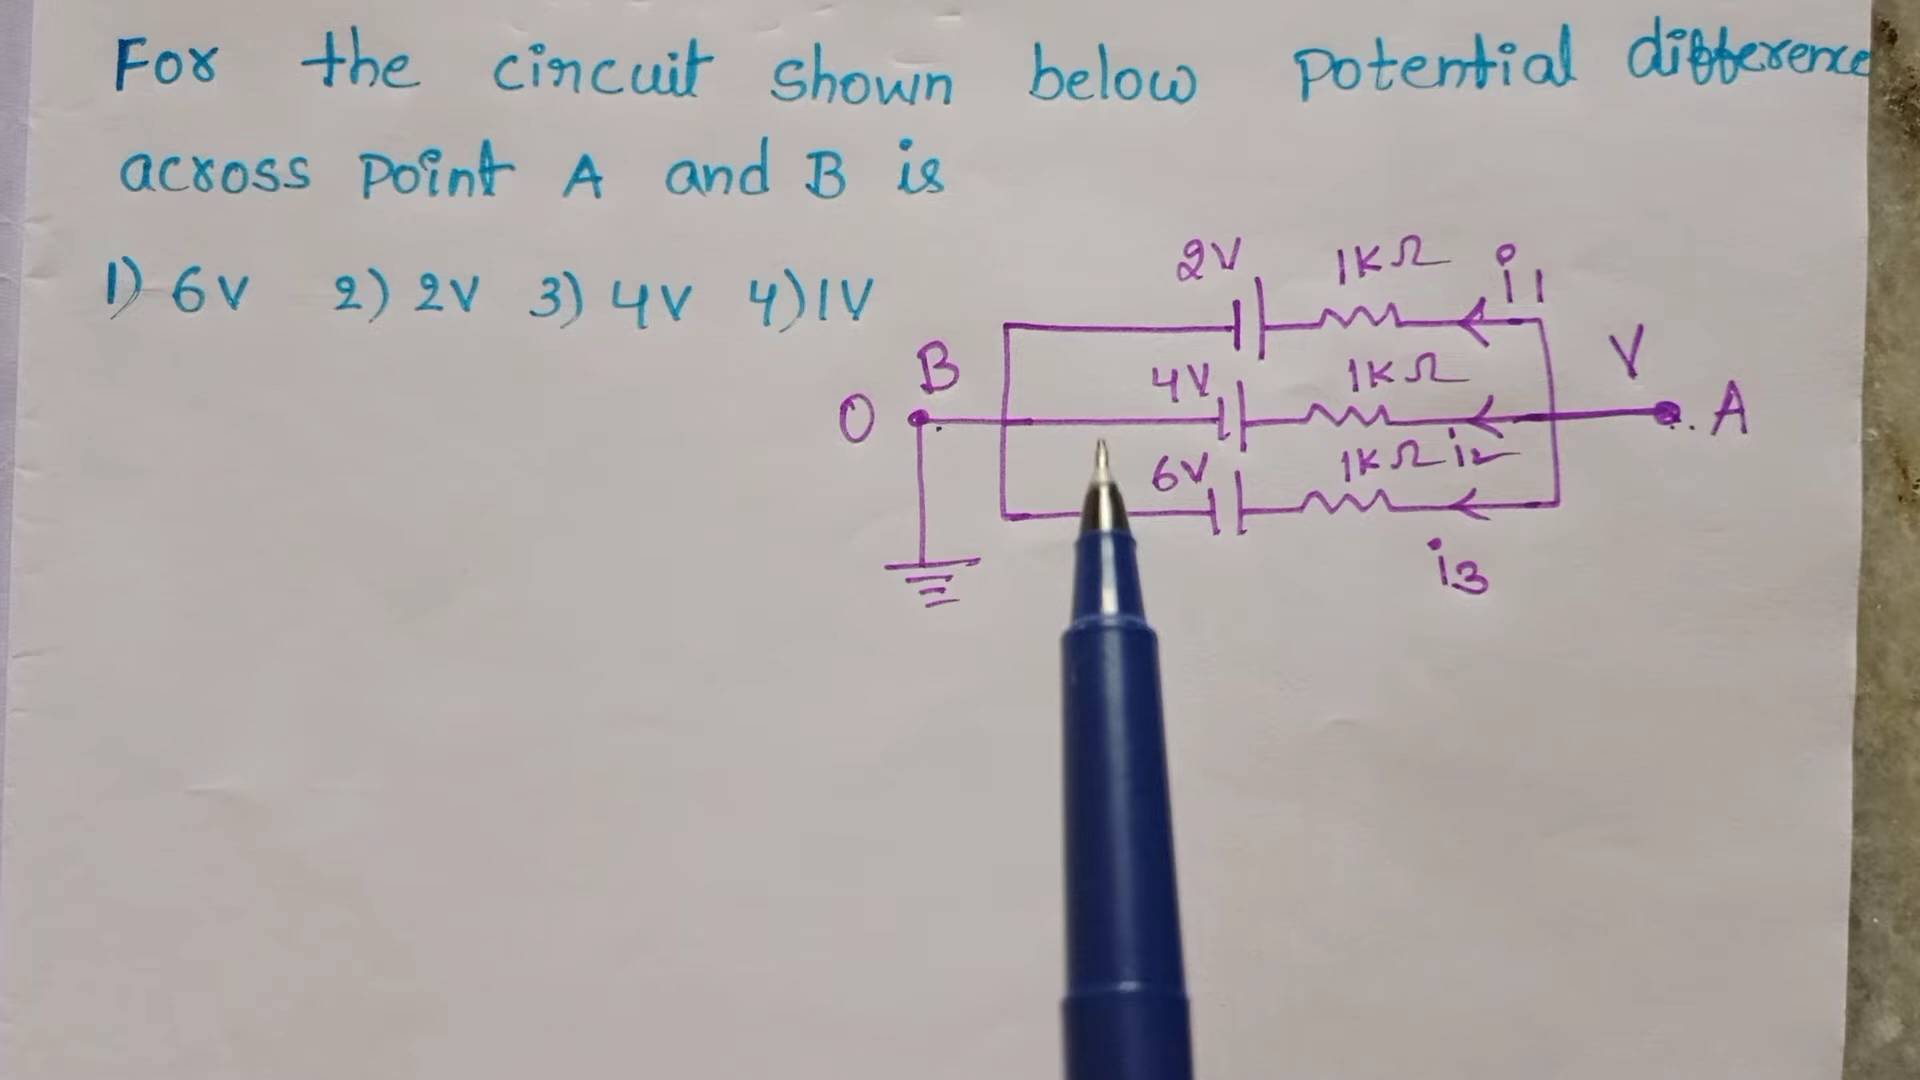 For the circuit shown below potential difference
across point A and B is
1) 6V 2) 2V 3) 4V 4) 1V
2V 1KΩ i1
B 4V 1KΩ V
0 A
6V 1KΩ i2
i3